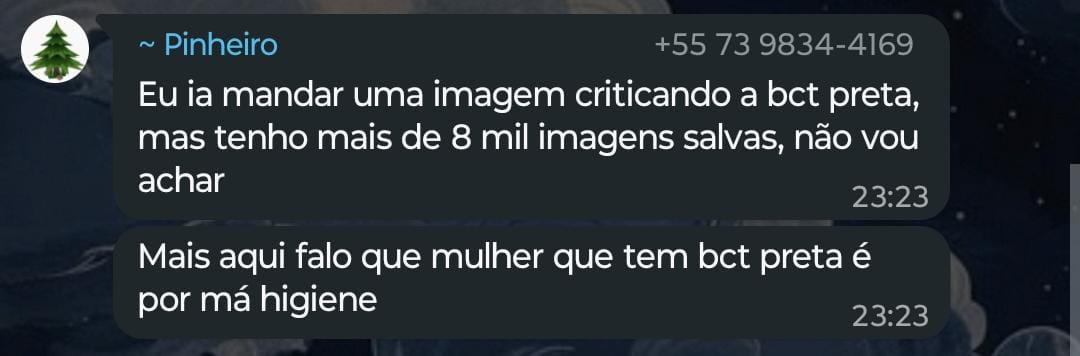 ~ Pinheiro +55 73 9834-4169
Eu ia mandar uma imagem criticando a bct preta,
mas tenho mais de 8 mil imagens salvas, não vou
achar
23:23
Mais aqui falo que mulher que tem bct preta é
por má higiene
23:23